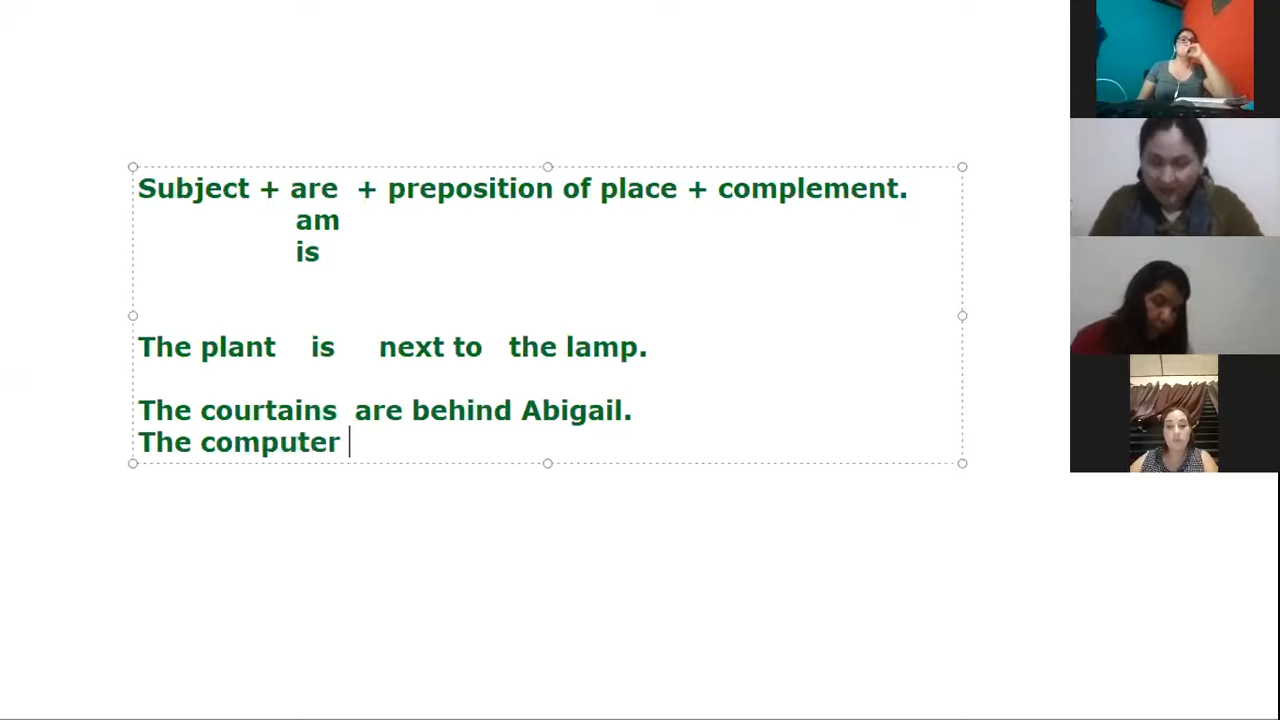 Subject + are + preposition of place + complement.
am
is
The plant is next to the lamp.
The courtains are behind Abigail.
The computer